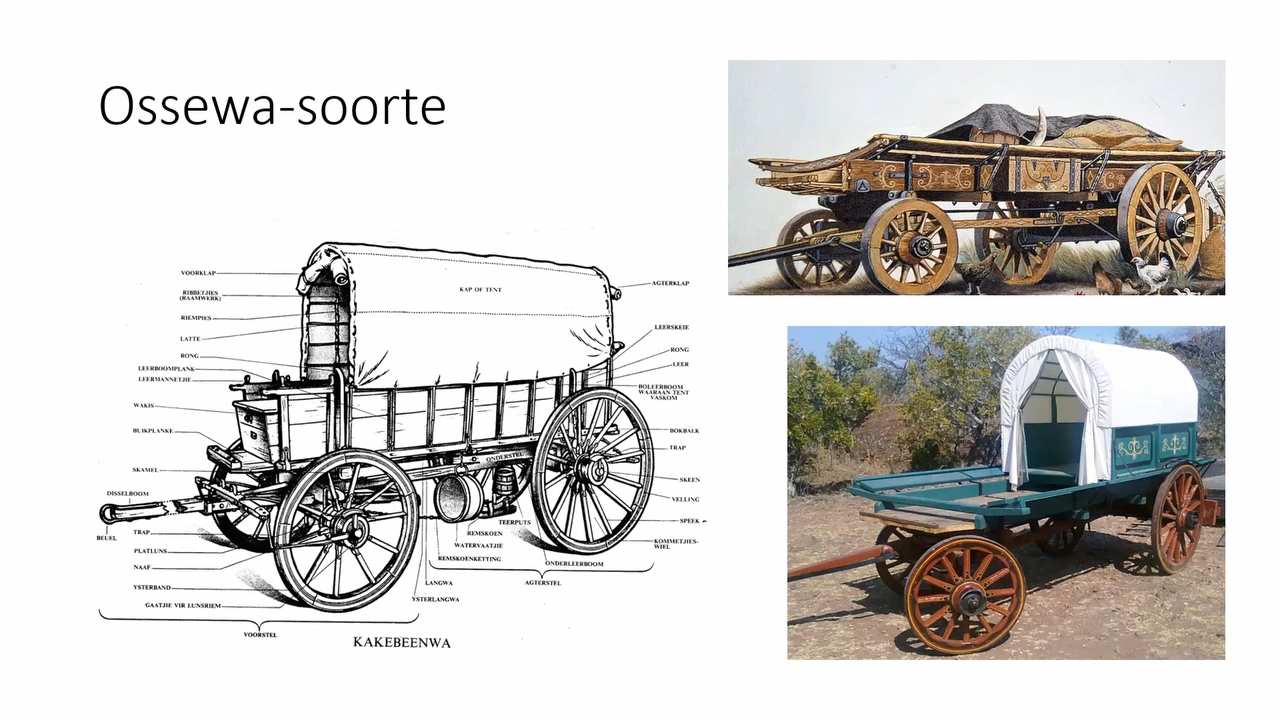 Ossewa-soorte
VOORKLAP
RIBBETJIES
(RAAMWERK)
RIEMPIES
LATTE
RONG
LEERBOOMPLANK
LEERMANNETJIE
WAKIS
BUIKPLANKE
SKAMEL
DISSELBOOM
BEUEL
TRAP
PLATLUNS
NAAF
YSTERBAND
GAATJIE VIR LUNSRIEM
VOORSTEL
KAP OF TENT
ONDERSTEL
AGTERKLAP
LEERSKEIE
RONG
LEER
BOLEERBOOM
WAARAAN TENT
VASKOM
BOKBALK
TRAP
SKEEN
VELLING
SPEEK
KOMMETJIES-
WIEL
TEERPUTS
REMSKOEN
WATERVAATJIE
REMSKOENKETTING
ONDERLEERBOOM
LANGWA
AGTERSTEL
YSTERLANGWA
KAKEBEENWA